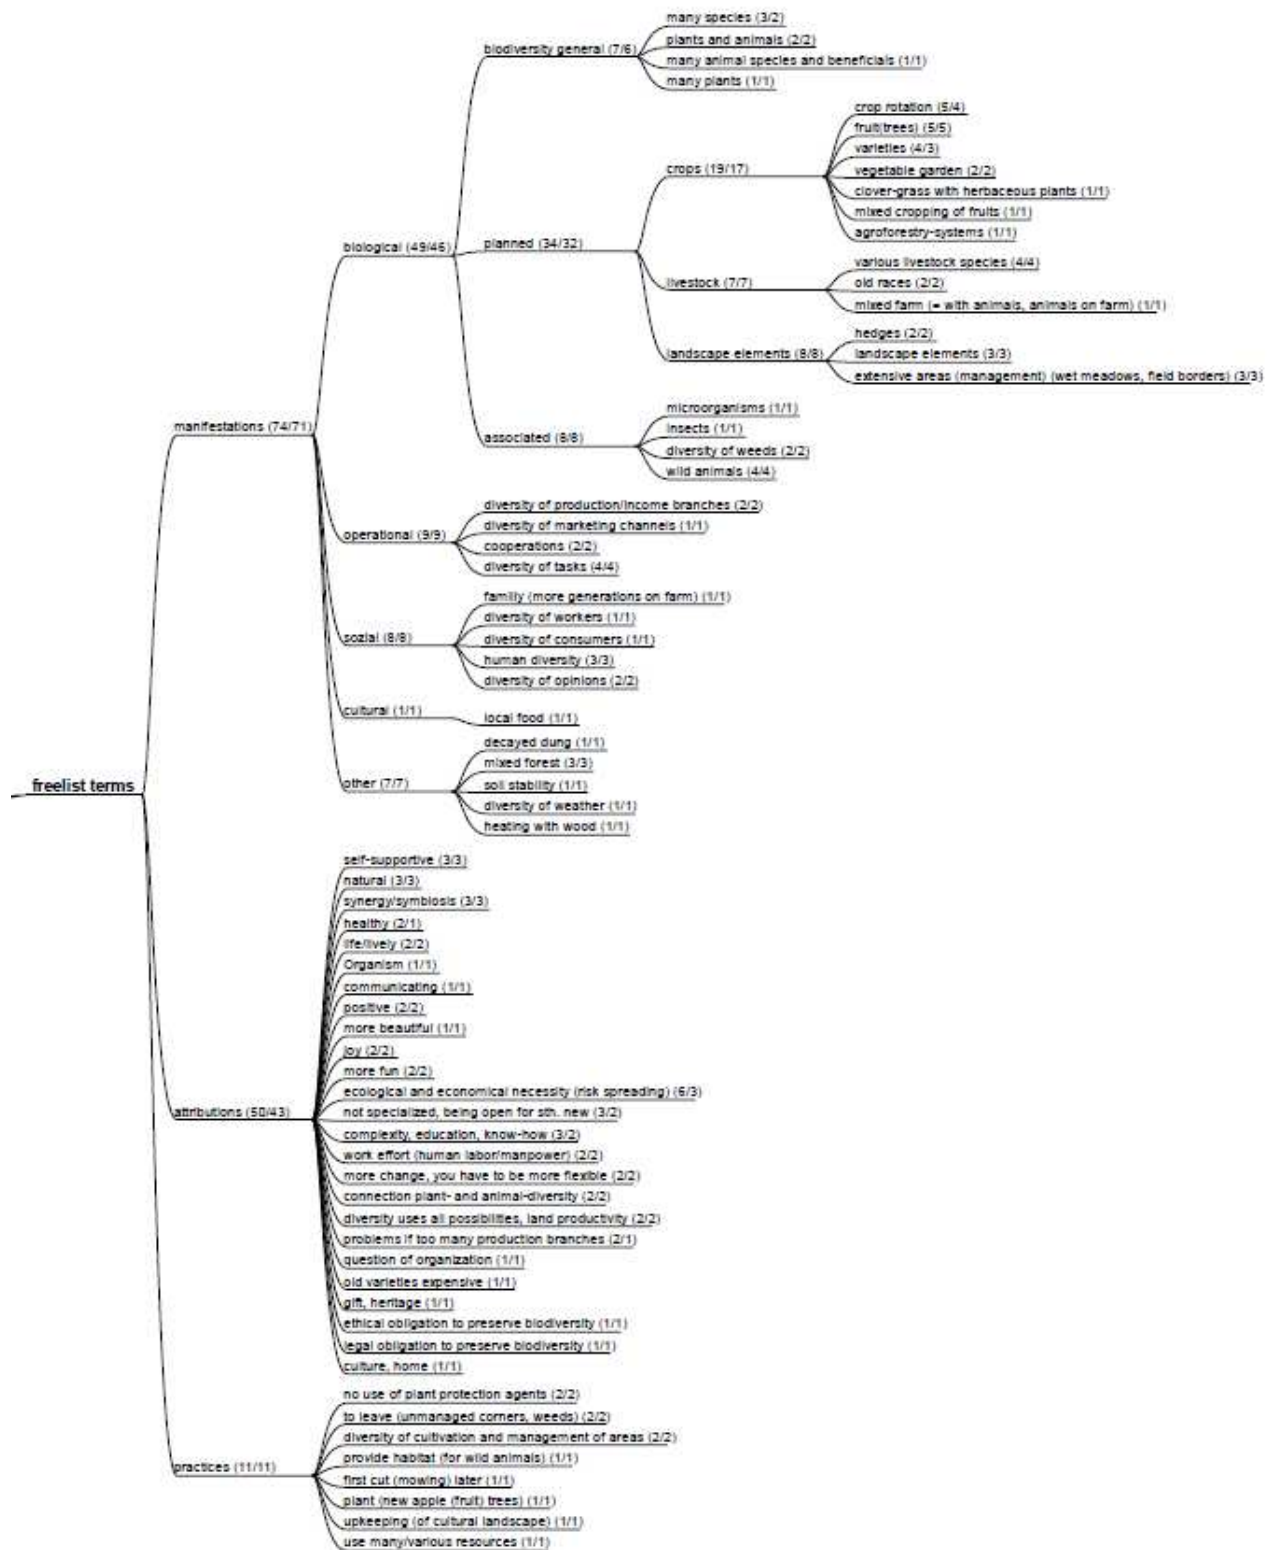 many species (3/2)
plants and animals (2/2)
biodiversity general (7/6)
many animal species and beneficials (1/1)
many plants (1/1)
crop rotation (5/4)
fruit(trees) (5/5)
varieties (4/3)
crops (19/17)
vegetable garden (2/2)
clover-grass with herbaceous plants (1/1)
mixed cropping of fruits (1/1)
agroforestry-systems (1/1)
biological (49/46)
planned (34/32)
various livestock species (4/4)
livestock (7/7)
old races (2/2)
mixed farm (= with animals, animals on farm) (1/1)
hedges (2/2)
landscape elements (8/8)
landscape elements (3/3)
extensive areas (management) (wet meadows, field borders) (3/3)
manifestations (74/71)
microorganisms (1/1)
insects (1/1)
associated (8/8)
diversity of weeds (2/2)
wild animals (4/4)
diversity of production/income branches (2/2)
diversity of marketing channels (1/1)
operational (9/9)
cooperations (2/2)
diversity of tasks (4/4)
family (more generations on farm) (1/1)
diversity of workers (1/1)
sozial (8/8)
diversity of consumers (1/1)
human diversity (3/3)
diversity of opinions (2/2)
cultural (1/1)
local food (1/1)
decayed dung (1/1)
mixed forest (3/3)
other (7/7)
soil stability (1/1)
diversity of weather (1/1)
heating with wood (1/1)
freelist terms
self-supportive (3/3)
natural (3/3)
synergy/symbiosis (3/3)
healthy (2/1)
life/lively (2/2)
Organism (1/1)
communicating (1/1)
positive (2/2)
more beautiful (1/1)
joy (2/2)
more fun (2/2)
ecological and economical necessity (risk spreading) (6/3)
attributions (50/43)
not specialized, being open for sth. new (3/2)
complexity, education, know-how (3/2)
work effort (human labor/manpower) (2/2)
more change, you have to be more flexible (2/2)
connection plant- and animal-diversity (2/2)
diversity uses all possibilities, land productivity (2/2)
problems if too many production branches (2/1)
question of organization (1/1)
old varieties expensive (1/1)
gift, heritage (1/1)
ethical obligation to preserve biodiversity (1/1)
legal obligation to preserve biodiversity (1/1)
culture, home (1/1)
no use of plant protection agents (2/2)
to leave (unmanaged corners, weeds) (2/2)
diversity of cultivation and management of areas (2/2)
provide habitat (for wild animals) (1/1)
practices (11/11)
first cut (mowing) later (1/1)
plant (new apple (fruit) trees) (1/1)
upkeeping (of cultural landscape) (1/1)
use many/various resources (1/1)